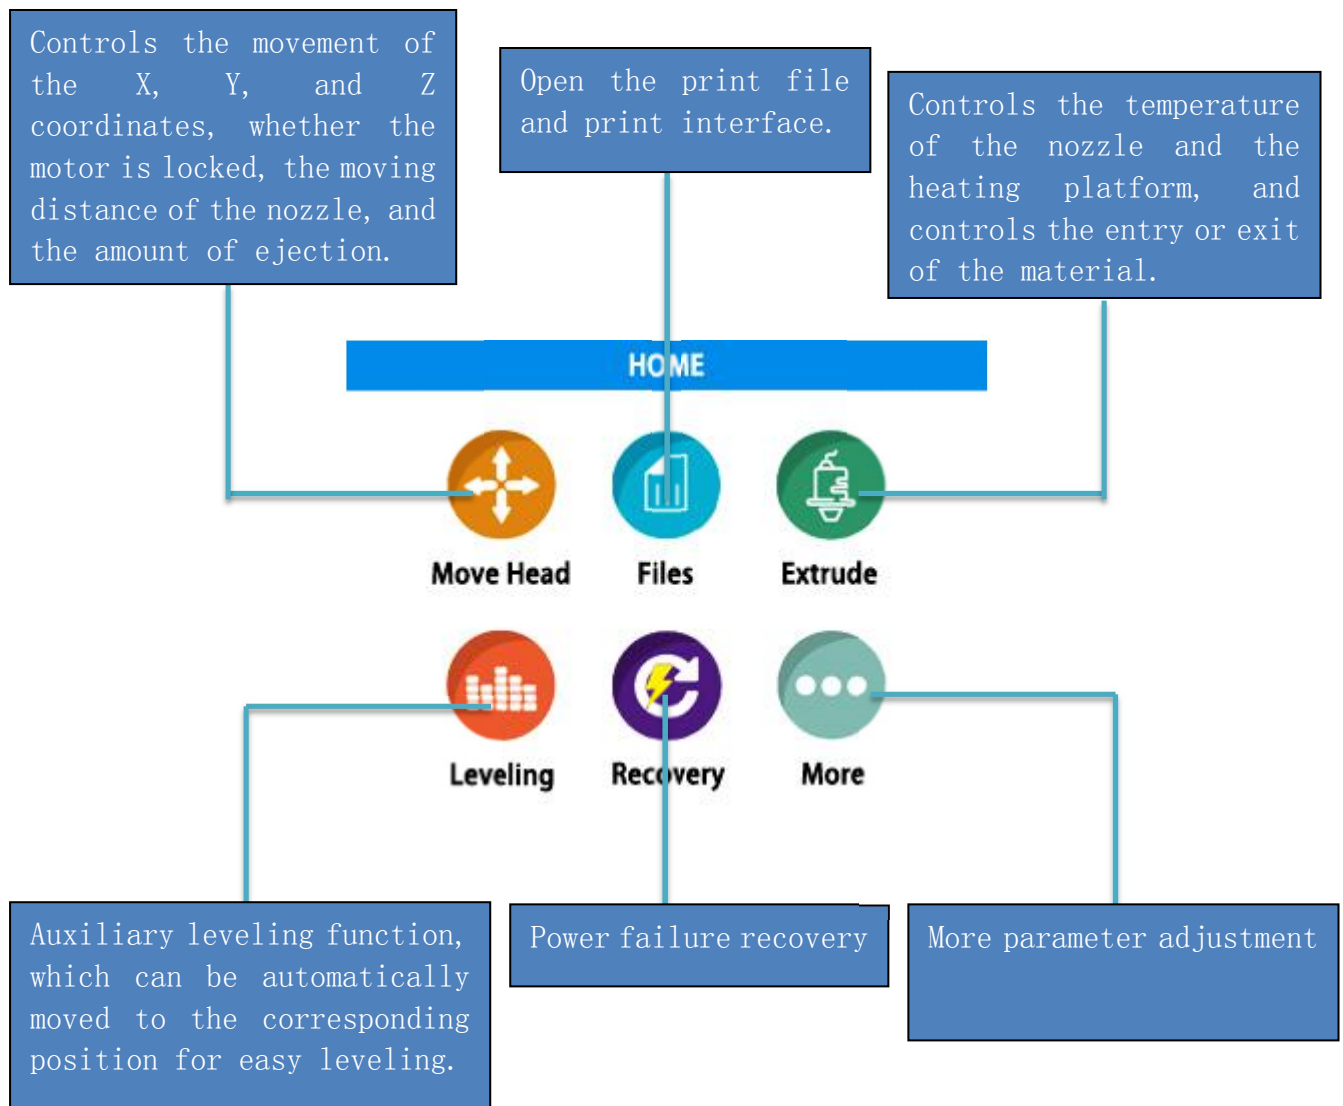 Controls the movement of
the X, Y, and Z
coordinates, whether the
motor is locked, the moving
distance of the nozzle, and
the amount of ejection.
Open the print file
and print interface.
Controls the temperature
of the nozzle and the
heating platform, and
controls the entry or exit
of the material.
HOME
Move Head
Files
Extrude
Leveling
Recovery
More
Auxiliary leveling function,
which can be automatically
moved to the corresponding
position for easy leveling.
Power failure recovery
More parameter adjustment